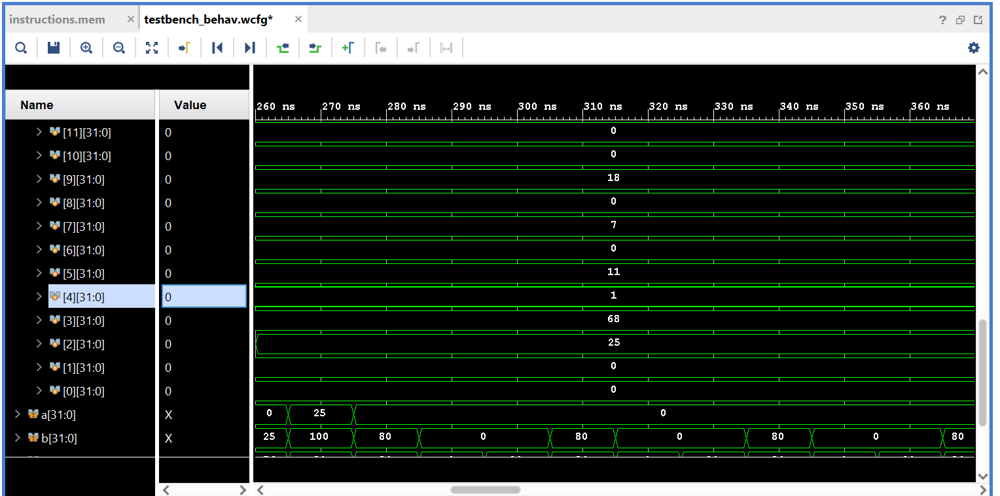 instructions.mem × testbench_behav.wcfg* × ?
Name Value 260 ns 270 ns 280 ns 290 ns 300 ns 310 ns 320 ns 330 ns 340 ns 350 ns 360 ns
[11][31:0] 0 0
[10][31:0] 0 0
[9][31:0] 0 18
[8][31:0] 0 0
[7][31:0] 0 7
[6][31:0] 0 0
[5][31:0] 0 11
[4][31:0] 0 1
[3][31:0] 0 68
[2][31:0] 0 25
[1][31:0] 0 0
[0][31:0] 0 0
a[31:0] X 0 25 0
b[31:0] X 25 100 80 0 80 0 80 0 80